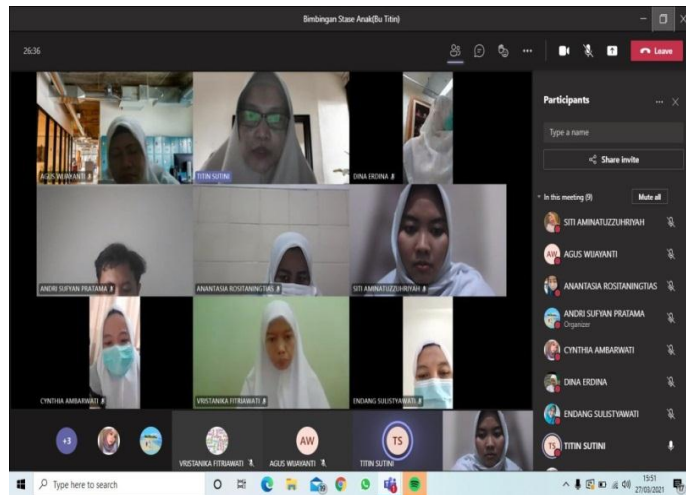 Bimbingan Stase Anak(Bu Titin)
26:36
Leave
AGUS WIJAYANTI
TITIN SUTINI
DINA ERDINA
ANDRI SUFYAN PRATAMA
ANANTASIA ROSITANINGTIAS
SITI AMINATUZZUHRIYAH
CYNTHIA AMBARWATI
VRISTANIKA FITRIAWATI
ENDANG SULISTYAWATI
+3
AW
TS
VRISTANIKA FITRIAWATI
AGUS WIJAYANTI
TITIN SUTINI
Participants
Type a name
Share invite
In this meeting (9)
Mute all
SITI AMINATUZZUHRIYAH
AW
AGUS WIJAYANTI
ANANTASIA ROSITANINGTIAS
ANDRI SUFYAN PRATAMA
Organizer
CYNTHIA AMBARWATI
DINA ERDINA
ENDANG SULISTYAWATI
TS
TITIN SUTINI
Type here to search
15:51
27/03/2021